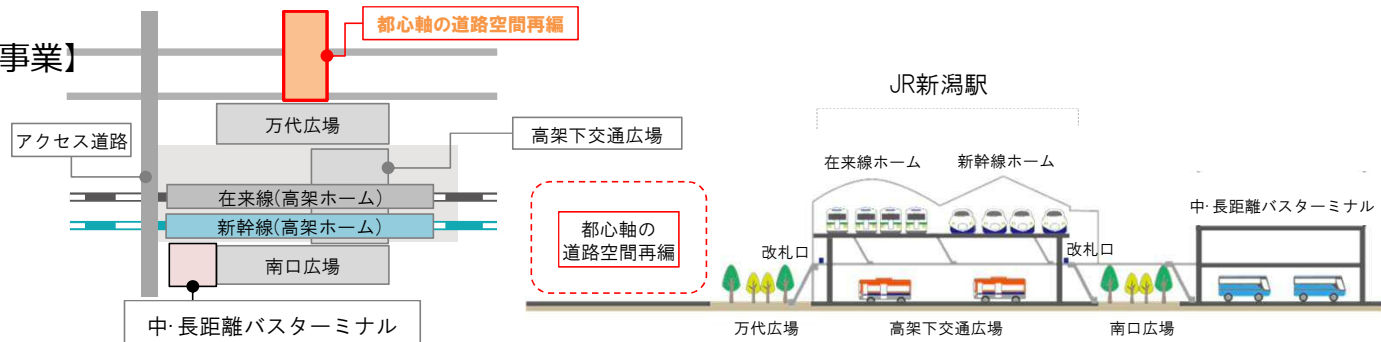 事業】
都心軸の道路空間再編
万代広場
アクセス道路
高架下交通広場
在来線(高架ホーム)
新幹線(高架ホーム)
南口広場
中・長距離バスターミナル
JR新潟駅
在来線ホーム
新幹線ホーム
中・長距離バスターミナル
都心軸の
道路空間再編
改札口
改札口
万代広場
高架下交通広場
南口広場